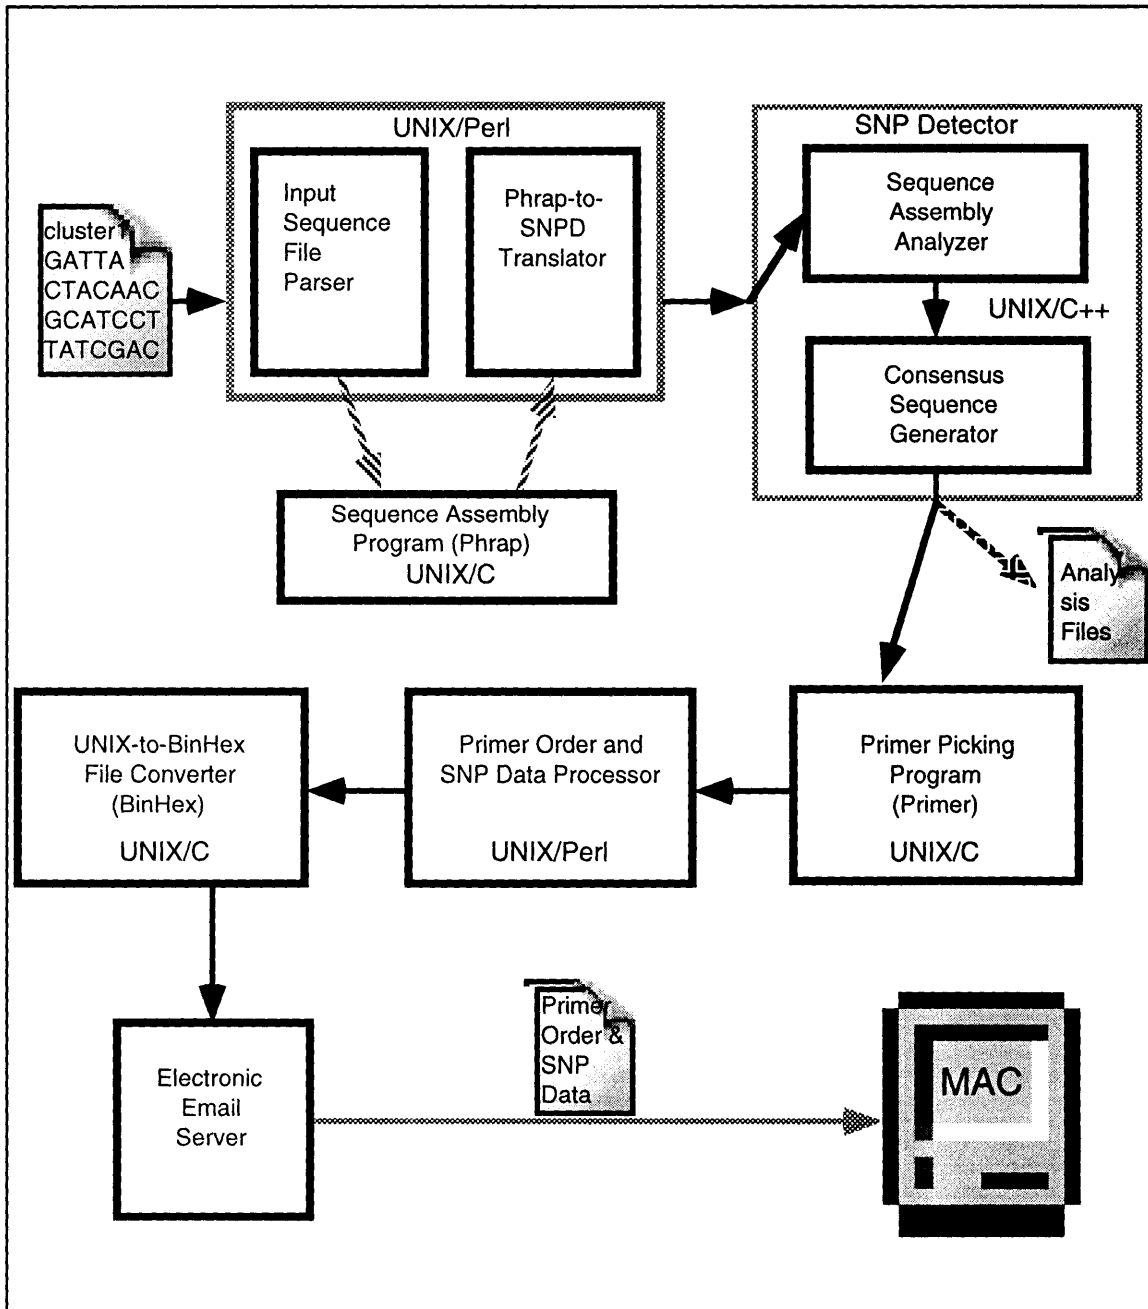 UNIX/Perl
SNP Detector
cluster
GATTA
CTACAAC
GCATCCT
TATCGAC
Input
Sequence
File
Parser
Phrap-to-
SNPD
Translator
Sequence
Assembly
Analyzer
UNIX/C++
Consensus
Sequence
Generator
Sequence Assembly
Program (Phrap)
UNIX/C
Analy
sis
Files
UNIX-to-BinHex
File Converter
(BinHex)
UNIX/C
Primer Order and
SNP Data Processor
UNIX/Perl
Primer Picking
Program
(Primer)
UNIX/C
Electronic
Email
Server
Primer
Order &
SNP
Data
MAC